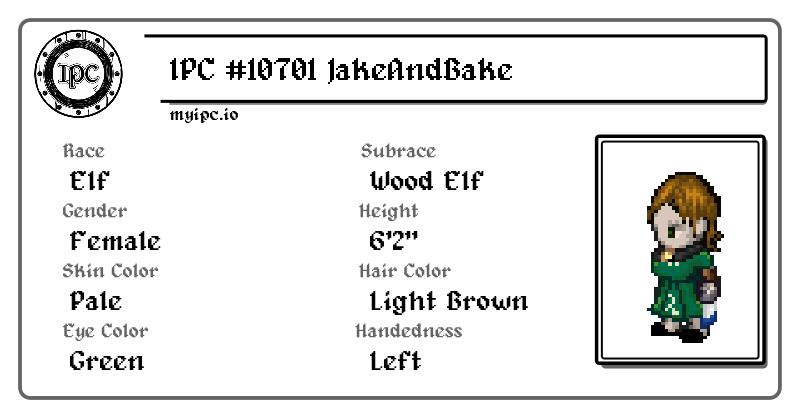 IPC
IPC #10701 JakeAndBake
myipc.io
Race
Elf
Subrace
Wood Elf
Gender
Female
Height
6'2"
Skin Color
Pale
Hair Color
Light Brown
Eye Color
Green
Handedness
Left